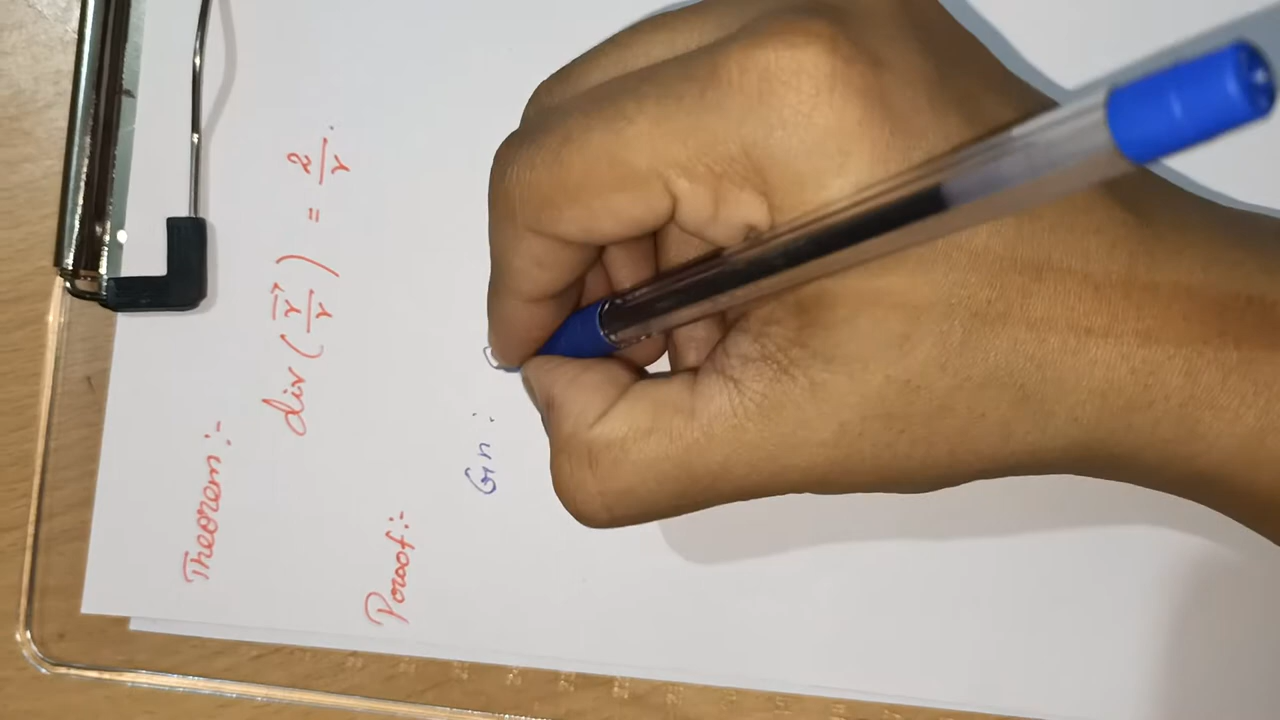 Theorem:-
div(r⃗/r) = 2/r.
Proof:-
Gn: